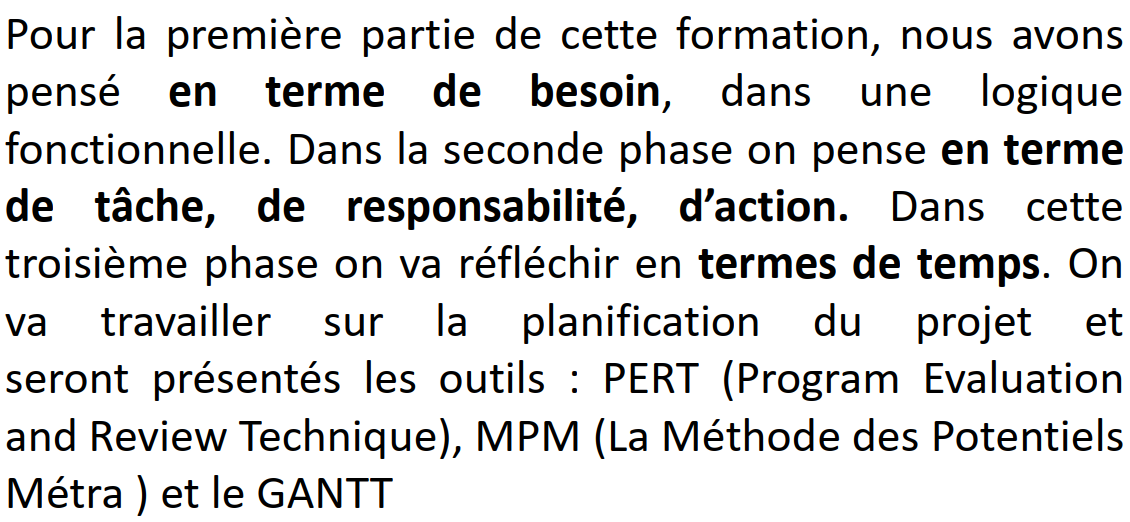 Pour la première partie de cette formation, nous avons
pensé en terme de besoin, dans une logique
fonctionnelle. Dans la seconde phase on pense en terme
de tâche, de responsabilité, d’action. Dans cette
troisième phase on va réfléchir en termes de temps. On
va travailler sur la planification du projet et
seront présentés les outils : PERT (Program Evaluation
and Review Technique), MPM (La Méthode des Potentiels
Métra ) et le GANTT